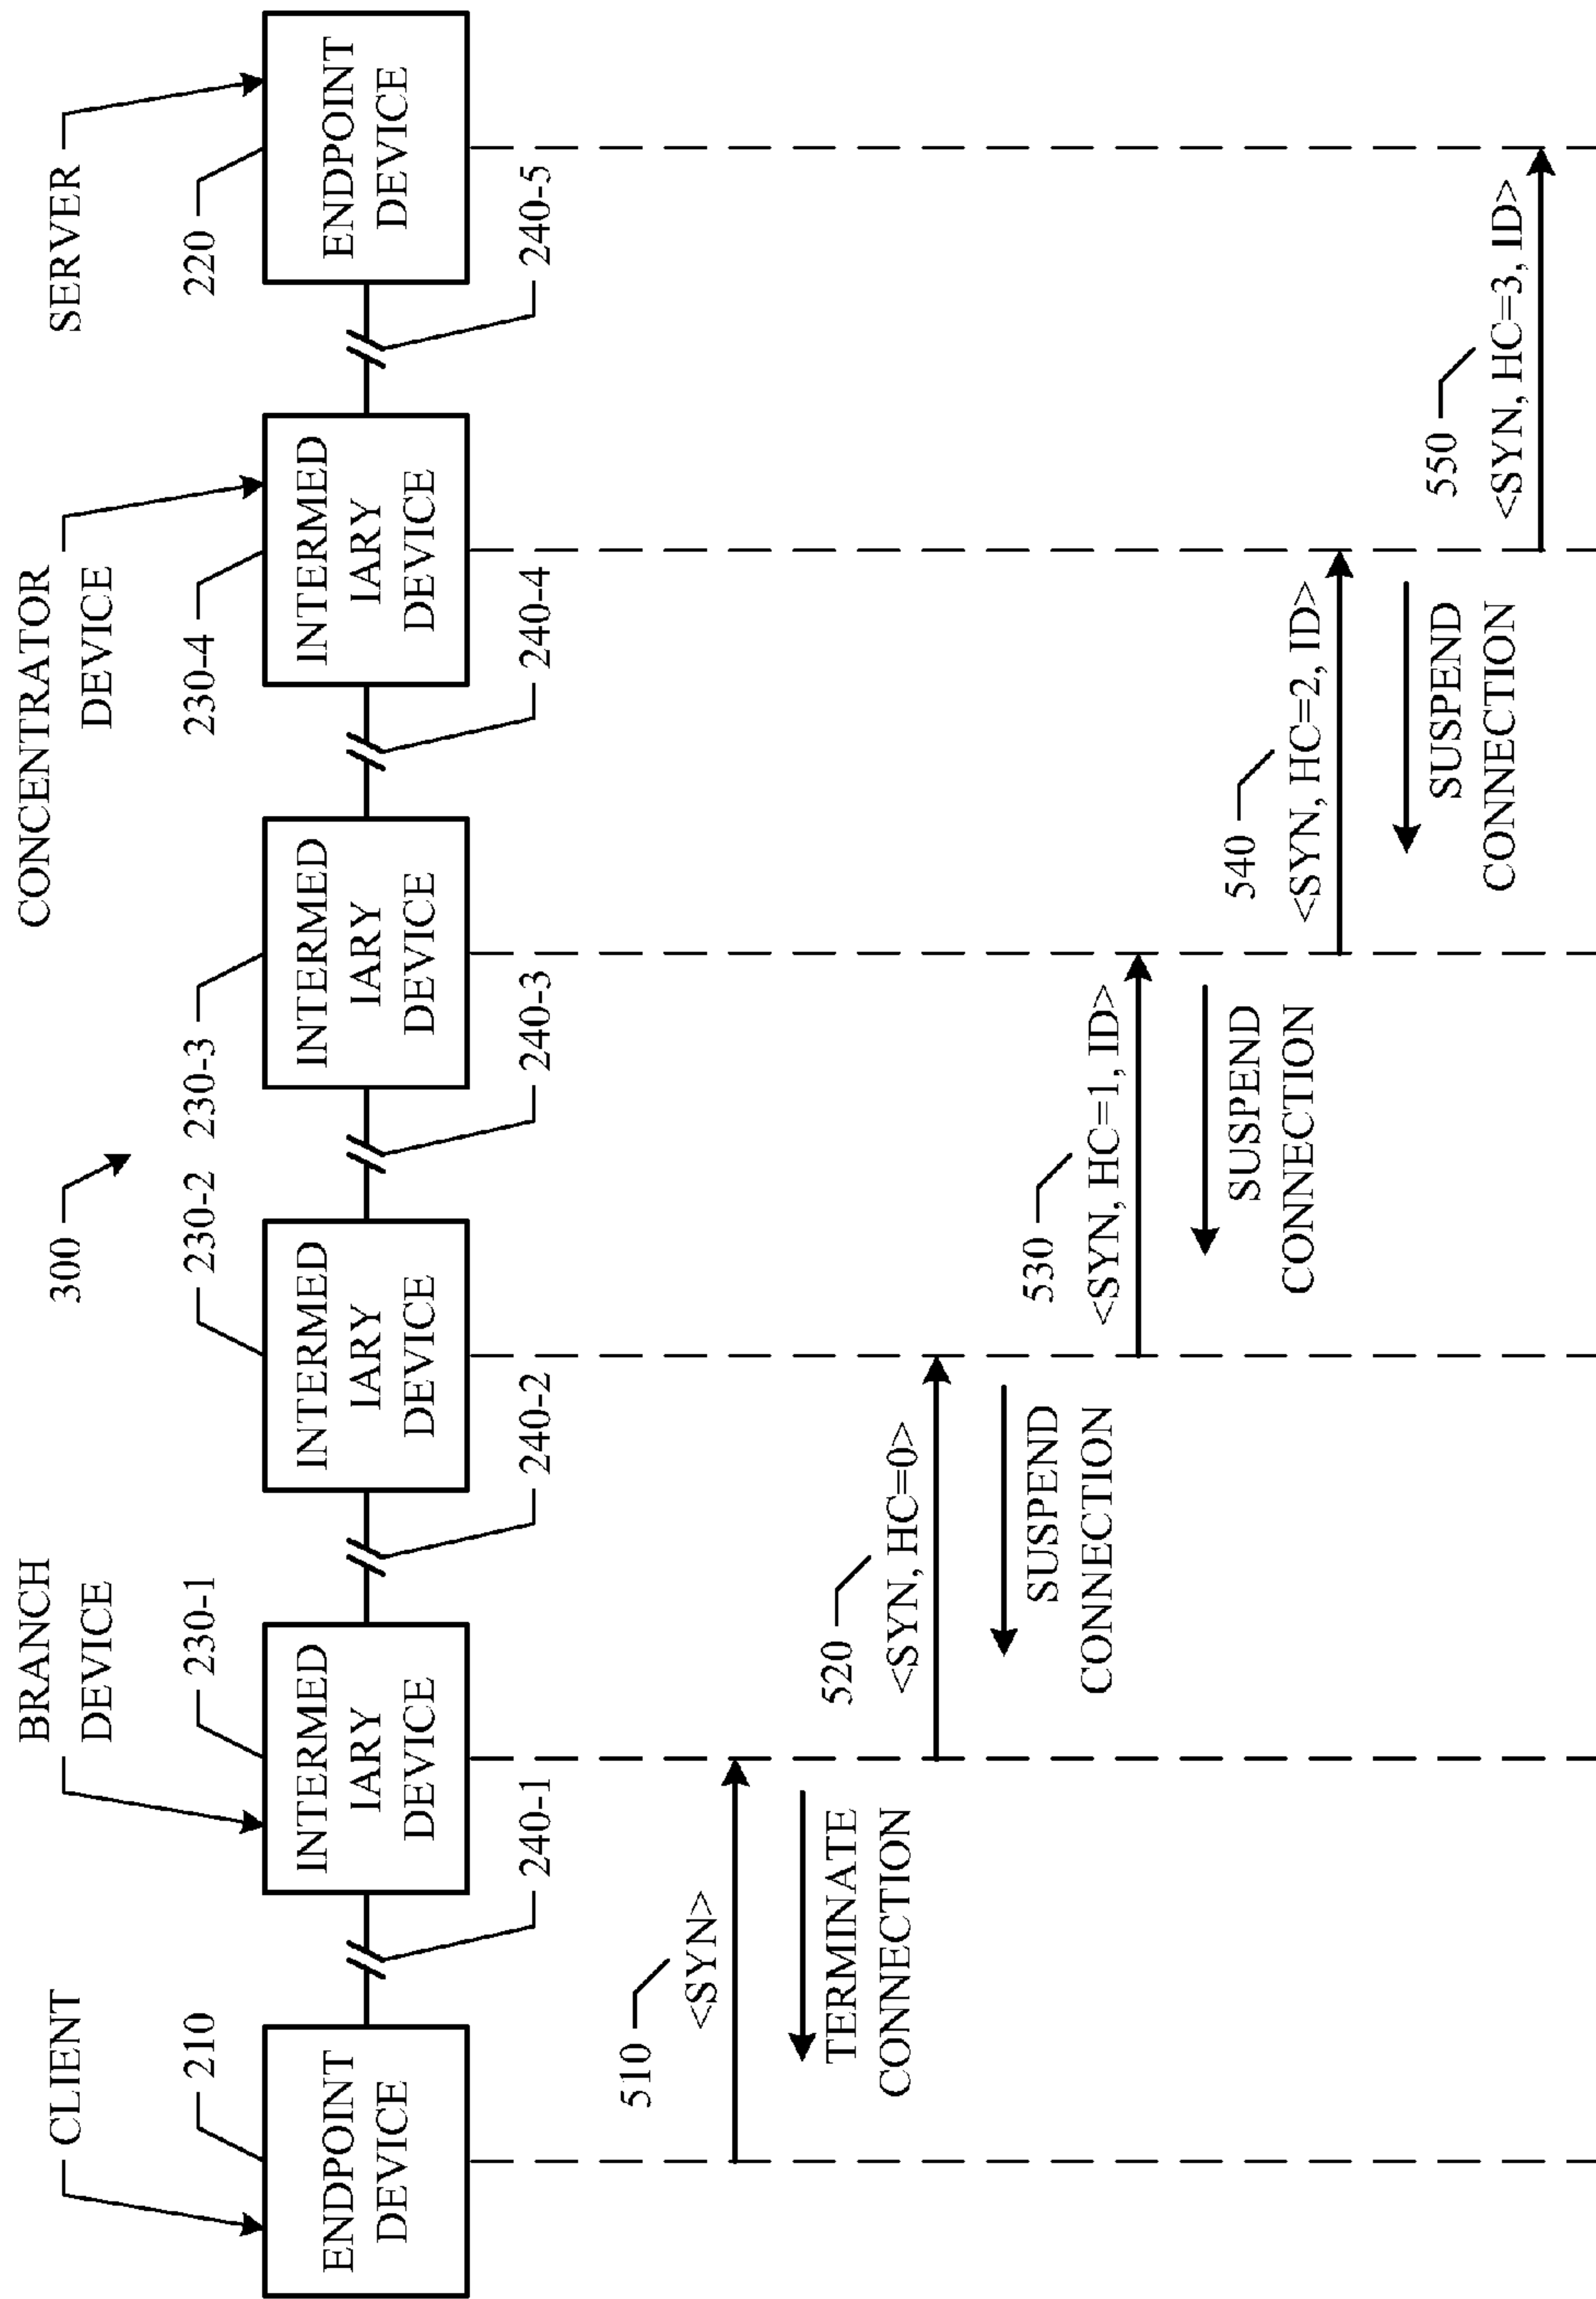 300
CLIENT
BRANCH
DEVICE
CONCENTRATOR
DEVICE
SERVER
210
230-1
230-2
230-3
230-4
220
ENDPOINT
DEVICE
INTERMED
IARY
DEVICE
INTERMED
IARY
DEVICE
INTERMED
IARY
DEVICE
INTERMED
IARY
DEVICE
ENDPOINT
DEVICE
240-1
240-2
240-3
240-4
240-5
510
<SYN>
TERMINATE
CONNECTION
520
<SYN, HC=0>
SUSPEND
CONNECTION
530
<SYN, HC=1, ID>
SUSPEND
CONNECTION
540
<SYN, HC=2, ID>
SUSPEND
CONNECTION
550
<SYN, HC=3, ID>